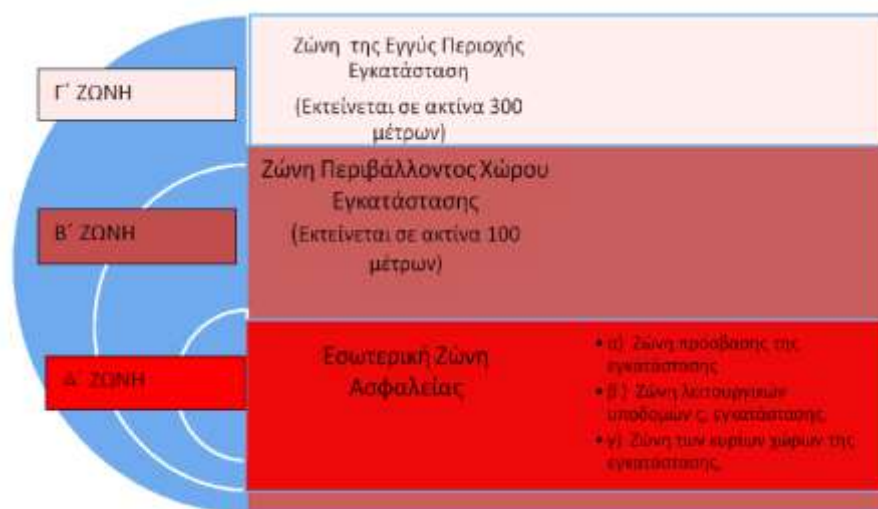 Γ΄ ΖΩΝΗ
Ζώνη της Εγγύς Περιοχής
Εγκατάσταση
(Εκτείνεται σε ακτίνα 300
μέτρων)
Β΄ ΖΩΝΗ
Ζώνη Περιβάλλοντος Χώρου
Εγκατάστασης
(Εκτείνεται σε ακτίνα 100
μέτρων)
Α΄ ΖΩΝΗ
Εσωτερική Ζώνη
Ασφαλείας
• α) Ζώνη πρόσβασης της
εγκατάστασης
• β) Ζώνη λειτουργικών
υποδομών ς, εγκατάστασης.
• γ) Ζώνη των κυρίων χώρων της
εγκατάστασης.